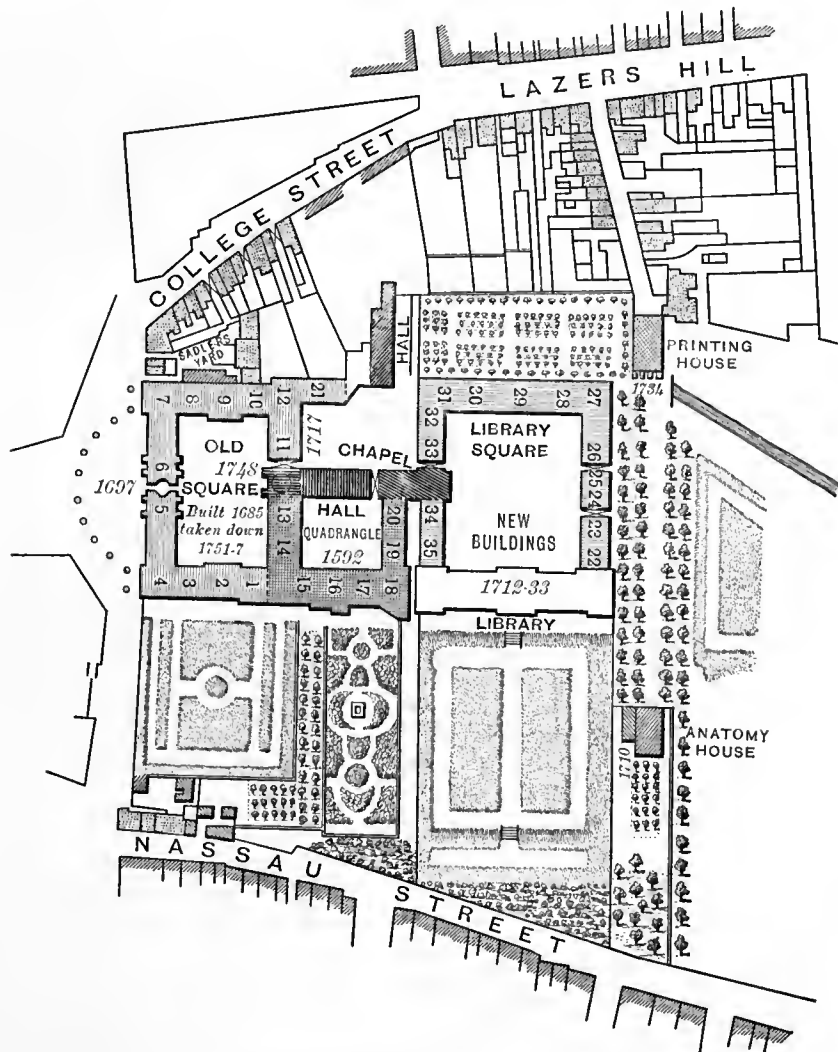 LAZERS HILL
COLLEGE STREET
SADLERS
YARD
HALL
PRINTING
HOUSE
1734
7
8
9
10
12
21
11
1717
31
30
29
28
27
32
33
26
25
24
23
22
6
5
1697
OLD
1748
SQUARE
Built 1685
taken down
1751-7
CHAPEL
HALL
QUADRANGLE
1592
LIBRARY
SQUARE
NEW
BUILDINGS
13
14
20
19
34
35
4
3
2
1
15
16
17
18
1712-33
LIBRARY
ANATOMY
HOUSE
1710
NASSAU STREET